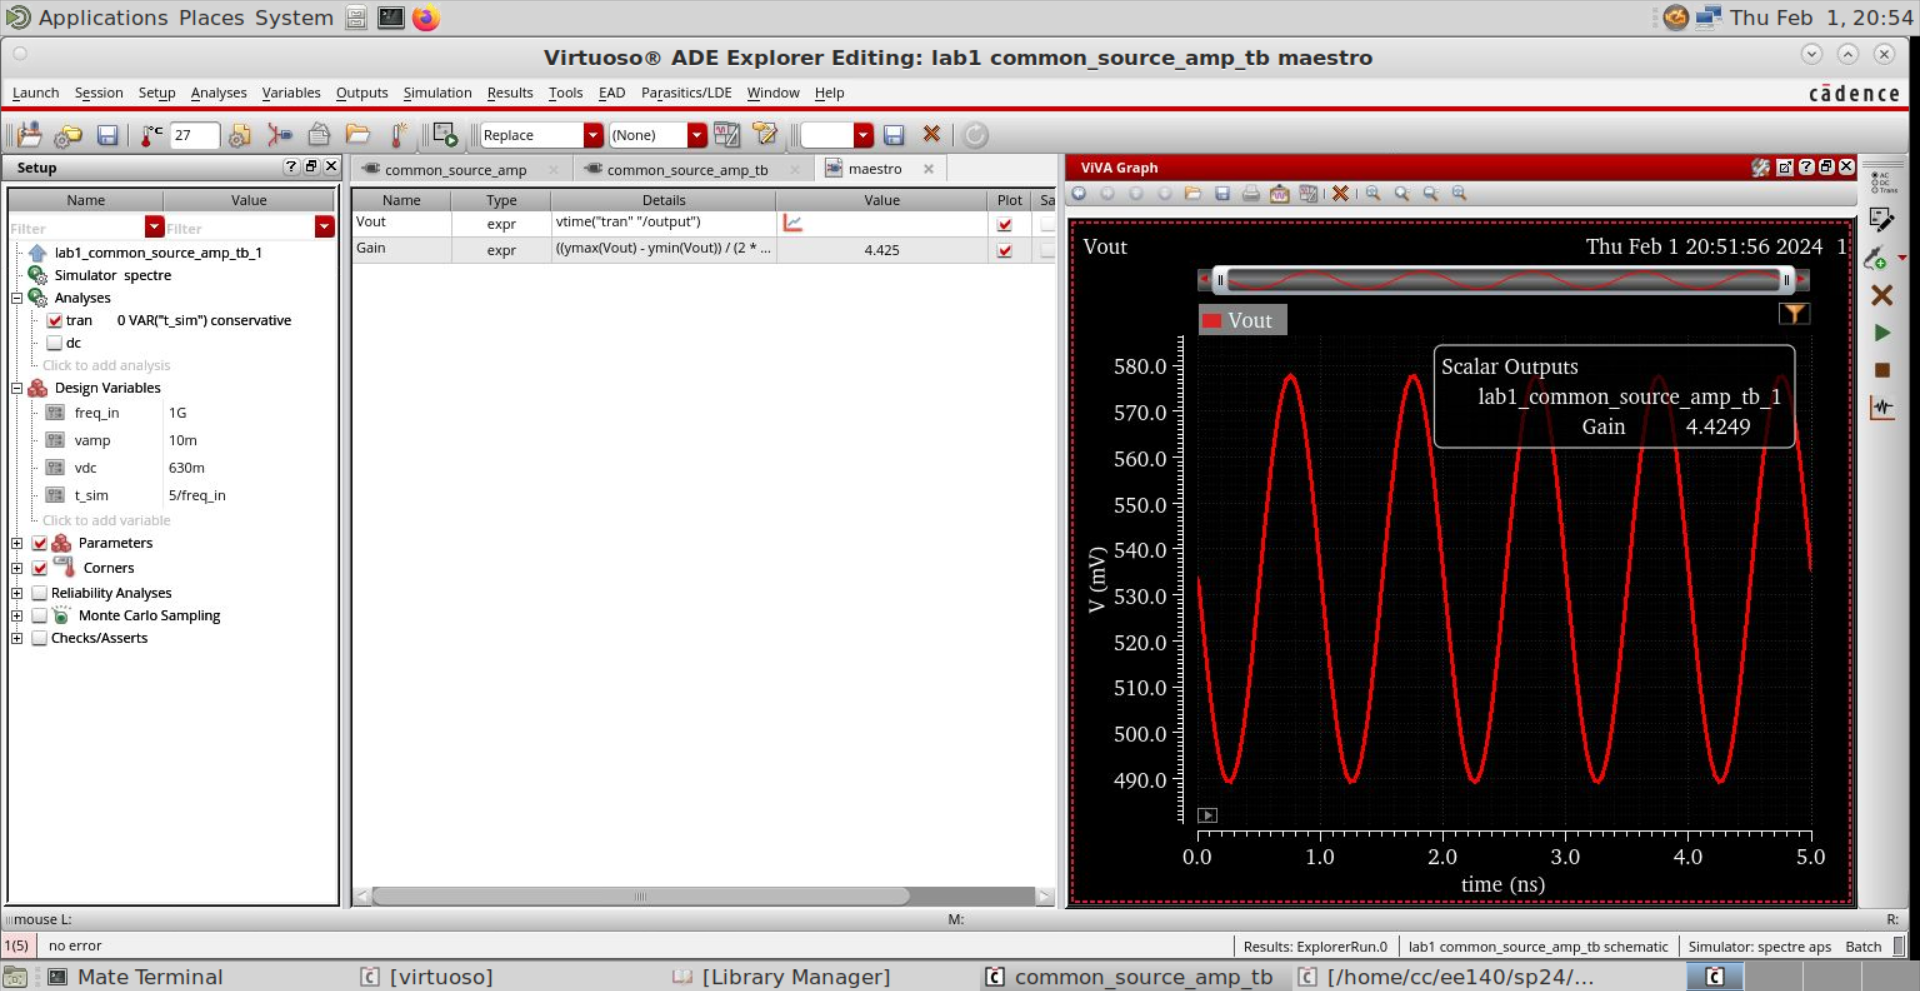 Applications Places System
Thu Feb 1, 20:54
Virtuoso® ADE Explorer Editing: lab1 common_source_amp_tb maestro
Launch Session Setup Analyses Variables Outputs Simulation Results Tools EAD Parasitics/LDE Window Help
cādence
27
Replace
(None)
Setup
common_source_amp
common_source_amp_tb
maestro
ViVA Graph
Name Value
Filter Filter
lab1_common_source_amp_tb_1
Simulator spectre
Analyses
tran 0 VAR("t_sim") conservative
dc
Click to add analysis
Design Variables
freq_in 1G
vamp 10m
vdc 630m
t_sim 5/freq_in
Click to add variable
Parameters
Corners
Reliability Analyses
Monte Carlo Sampling
Checks/Asserts
Name Type Details Value Plot Sa
Vout expr vtime("tran" "/output")
Gain expr ((ymax(Vout) - ymin(Vout)) / (2 * ... 4.425
AC
DC
Trans
Vout Thu Feb 1 20:51:56 2024 1
Vout
Scalar Outputs
lab1_common_source_amp_tb_1
Gain 4.4249
580.0
570.0
560.0
550.0
540.0
530.0
520.0
510.0
500.0
490.0
V (mV)
0.0 1.0 2.0 3.0 4.0 5.0
time (ns)
mouse L: M: R:
1(5) no error
Results: ExplorerRun.0 lab1 common_source_amp_tb schematic Simulator: spectre aps Batch
Mate Terminal [virtuoso] [Library Manager] common_source_amp_tb [/home/cc/ee140/sp24/...